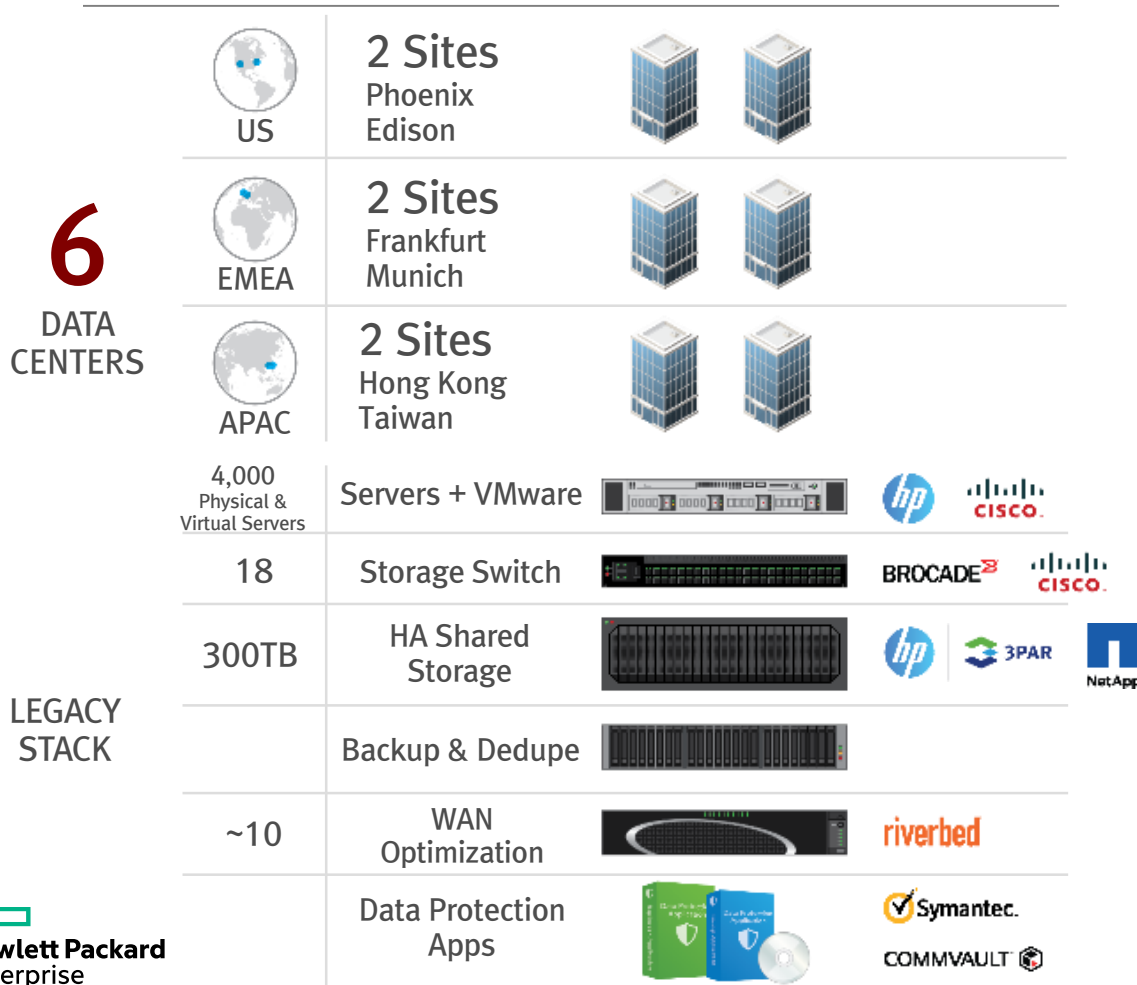 6
DATA
CENTERS
US
2 Sites
Phoenix
Edison
EMEA
2 Sites
Frankfurt
Munich
APAC
2 Sites
Hong Kong
Taiwan
LEGACY
STACK
4,000
Physical &
Virtual Servers
Servers + VMware
hp
CISCO
18
Storage Switch
BROCADE
CISCO
300TB
HA Shared
Storage
hp
3PAR
NetApp
Backup & Dedupe
~10
WAN
Optimization
riverbed
Data Protection
Apps
Symantec.
COMMVAULT
wlett Packard
erprise